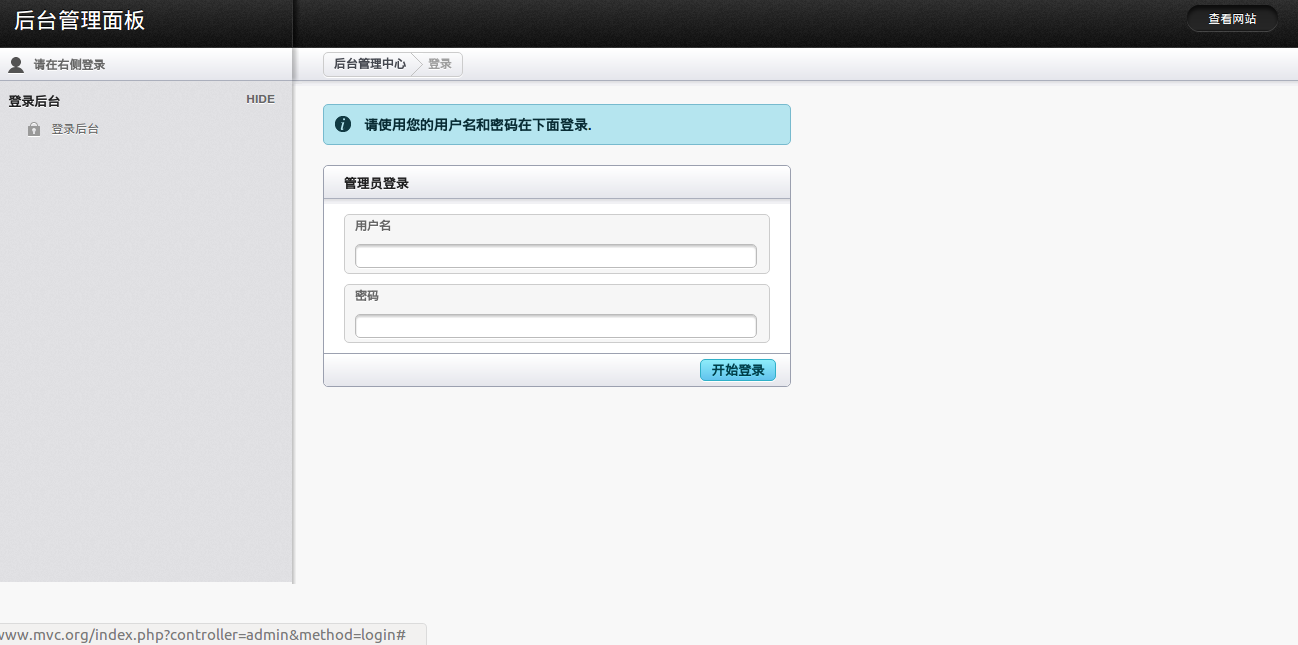 后台管理面板
查看网站
请在右侧登录
后台管理中心 登录
登录后台 HIDE
登录后台
请使用您的用户名和密码在下面登录.
管理员登录
用户名
密码
开始登录
www.mvc.org/index.php?controller=admin&method=login#